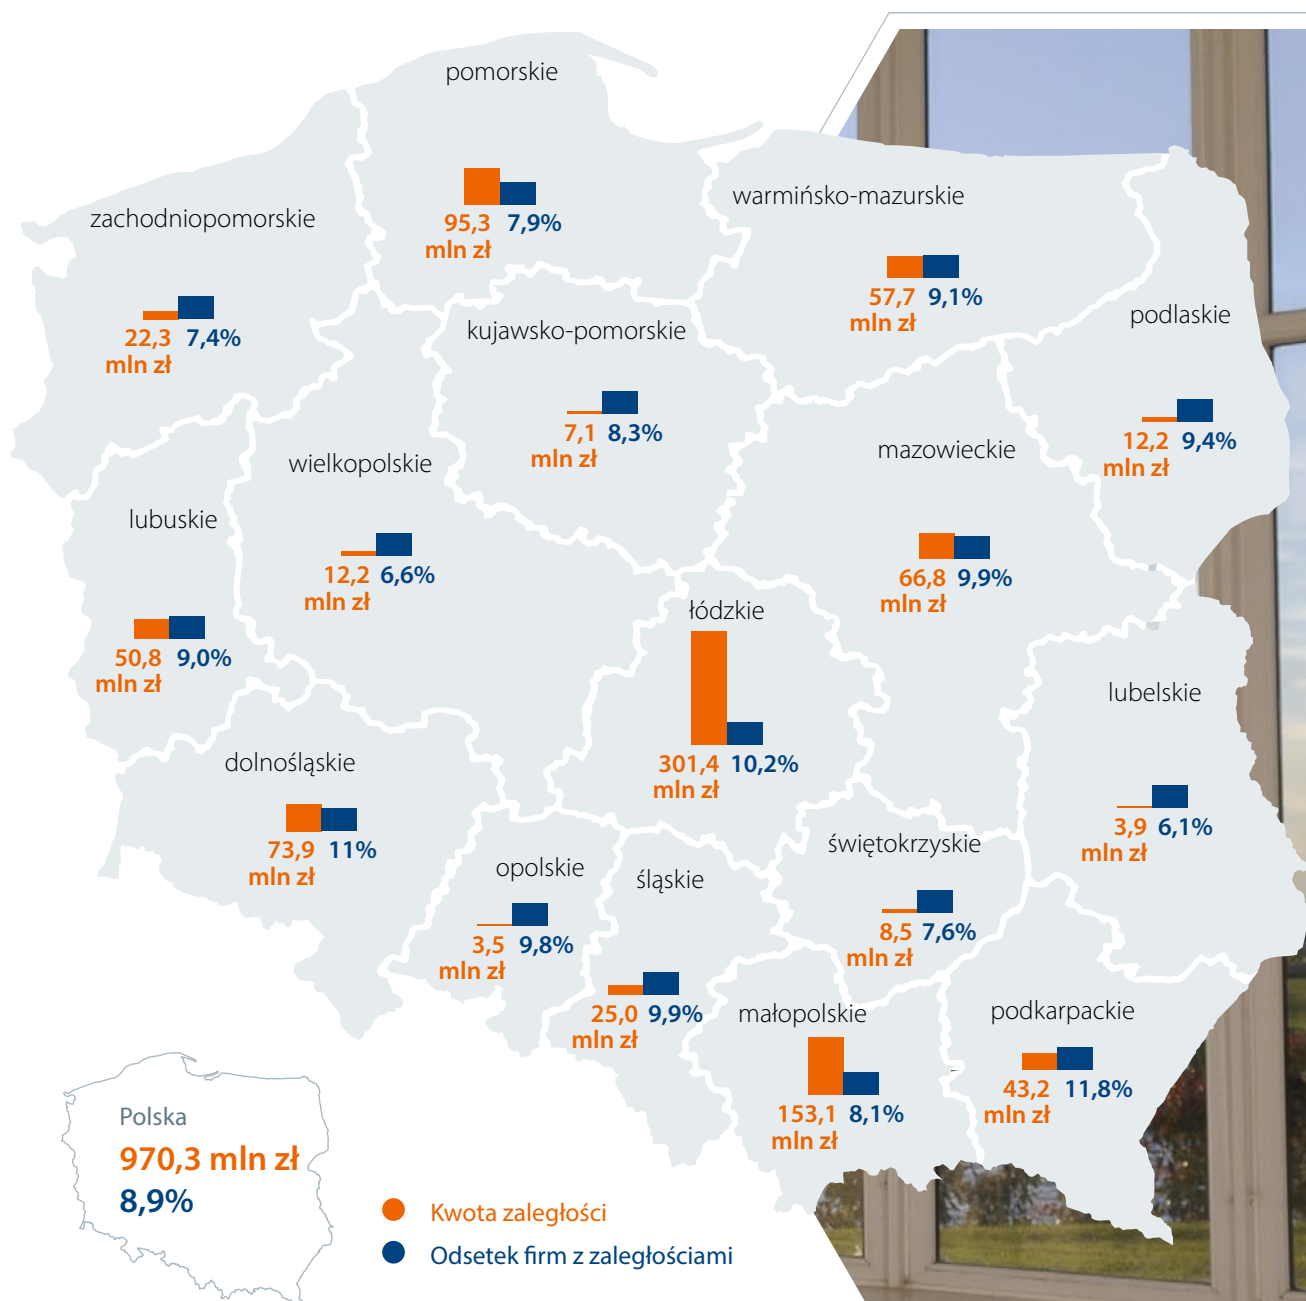 pomorskie
95,3 7,9%
mln zł
zachodniopomorskie
22,3 7,4%
mln zł
warmińsko-mazurskie
57,7 9,1%
mln zł
podlaskie
12,2 9,4%
mln zł
kujawsko-pomorskie
7,1 8,3%
mln zł
wielkopolskie
12,2 6,6%
mln zł
mazowieckie
66,8 9,9%
mln zł
lubuskie
50,8 9,0%
mln zł
łódzkie
301,4 10,2%
mln zł
lubelskie
3,9 6,1%
mln zł
dolnośląskie
73,9 11%
mln zł
opolskie
3,5 9,8%
mln zł
śląskie
25,0 9,9%
mln zł
świętokrzyskie
8,5 7,6%
mln zł
małopolskie
153,1 8,1%
mln zł
podkarpackie
43,2 11,8%
mln zł
Polska
970,3 mln zł
8,9%
Kwota zaległości
Odsetek firm z zaległościami